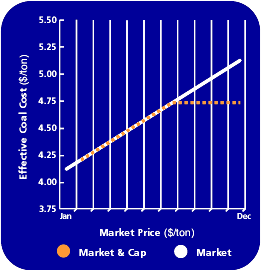 Effective Coal Cost ($/ton)
5.50
5.25
5.00
4.75
4.50
4.25
4.00
3.75
Jan Dec
Market Price ($/ton)
Market & Cap Market